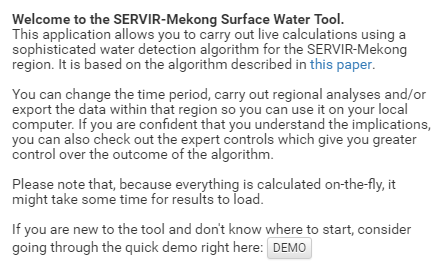 Welcome to the SERVIR-Mekong Surface Water Tool.
This application allows you to carry out live calculations using a
sophisticated water detection algorithm for the SERVIR-Mekong
region. It is based on the algorithm described in this paper.
You can change the time period, carry out regional analyses and/or
export the data within that region so you can use it on your local
computer. If you are confident that you understand the implications,
you can also check out the expert controls which give you greater
control over the outcome of the algorithm.
Please note that, because everything is calculated on-the-fly, it
might take some time for results to load.
If you are new to the tool and don't know where to start, consider
going through the quick demo right here: DEMO